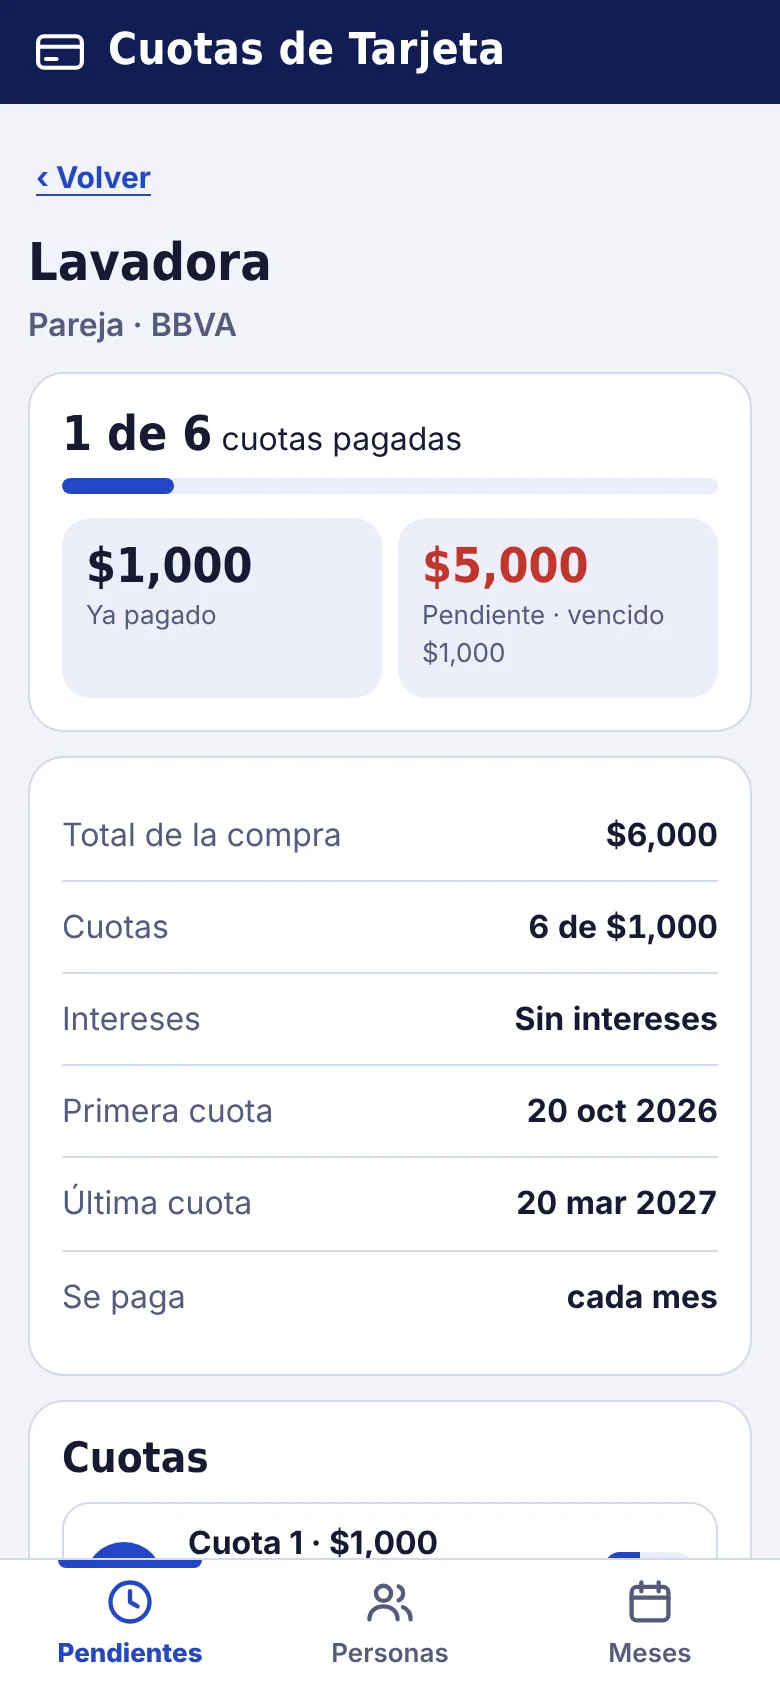 Cuotas de Tarjeta
‹ Volver
Lavadora
Pareja · BBVA
1 de 6 cuotas pagadas
$1,000
Ya pagado
$5,000
Pendiente · vencido
$1,000
Total de la compra $6,000
Cuotas 6 de $1,000
Intereses Sin intereses
Primera cuota 20 oct 2026
Última cuota 20 mar 2027
Se paga cada mes
Cuotas
Cuota 1 · $1,000
Pendientes Personas Meses